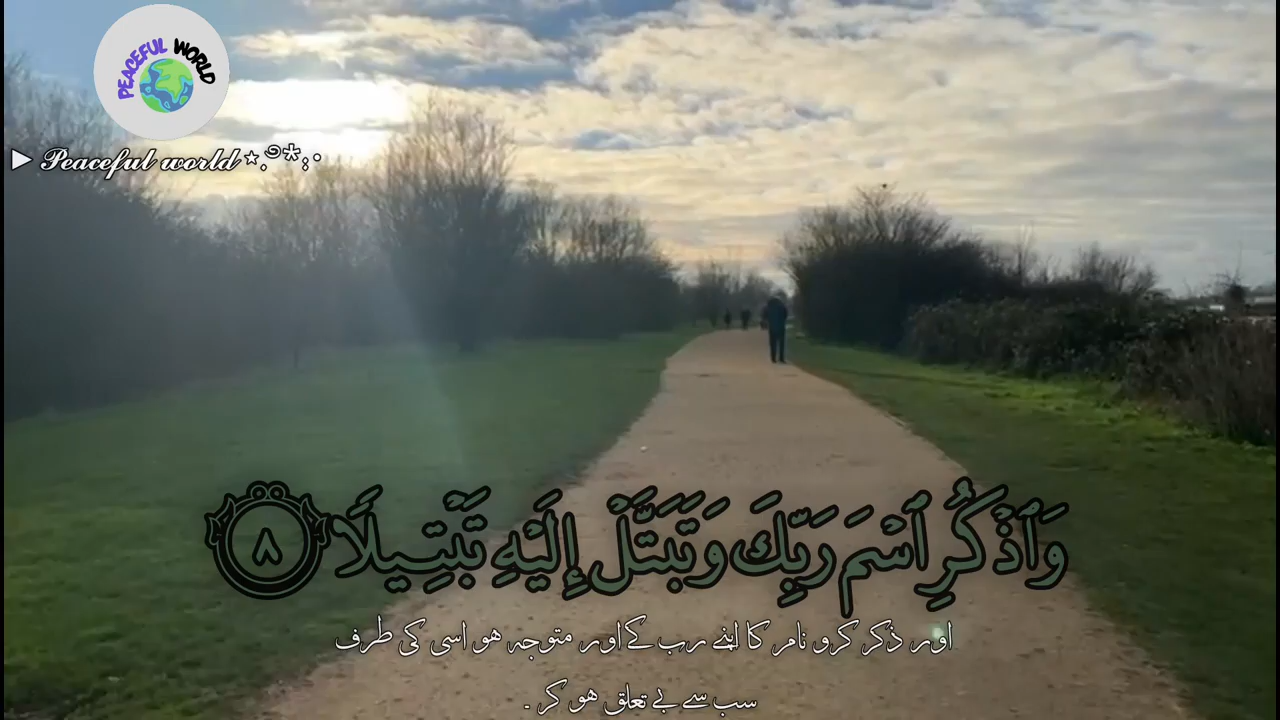 PEACEFUL WORLD
Peaceful world
وَٱذْكُرِ ٱسْمَ رَبِّكَ وَتَبَتَّلْ إِلَيْهِ تَبْتِيلًا ٨
اور ذکر کرو نام کا اپنے رب کے اور متوجہ ہو اسی کی طرف
سب سے بے تعلق ہو کر ۔